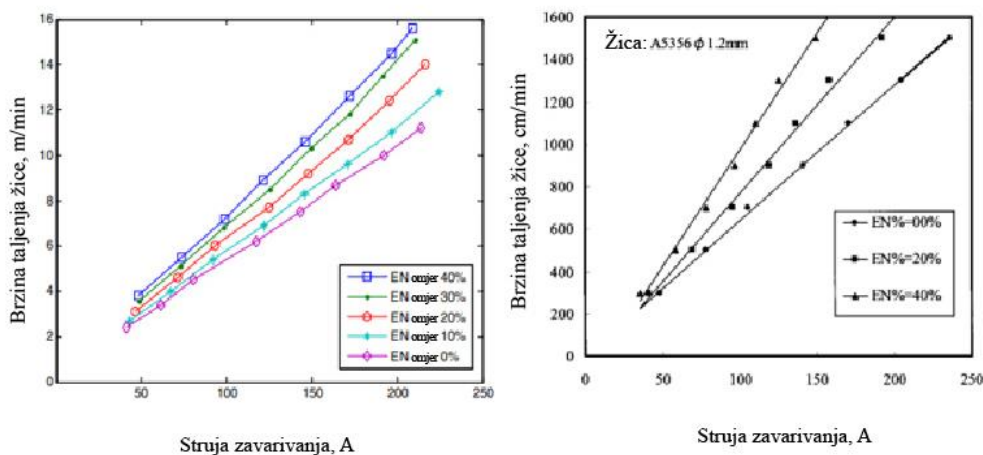 Brzina taljenja žice, m/min
16
14
12
10
8
6
4
2
0
EN omjer 40%
EN omjer 30%
EN omjer 20%
EN omjer 10%
EN omjer 0%
50 100 150 200 250
Struja zavarivanja, A
Brzina taljenja žice, cm/min
1600
1400
1200
1000
800
600
400
200
0
Žica: A5356 ϕ 1.2mm
EN%=00%
EN%=20%
EN%=40%
0 50 100 150 200 250
Struja zavarivanja, A